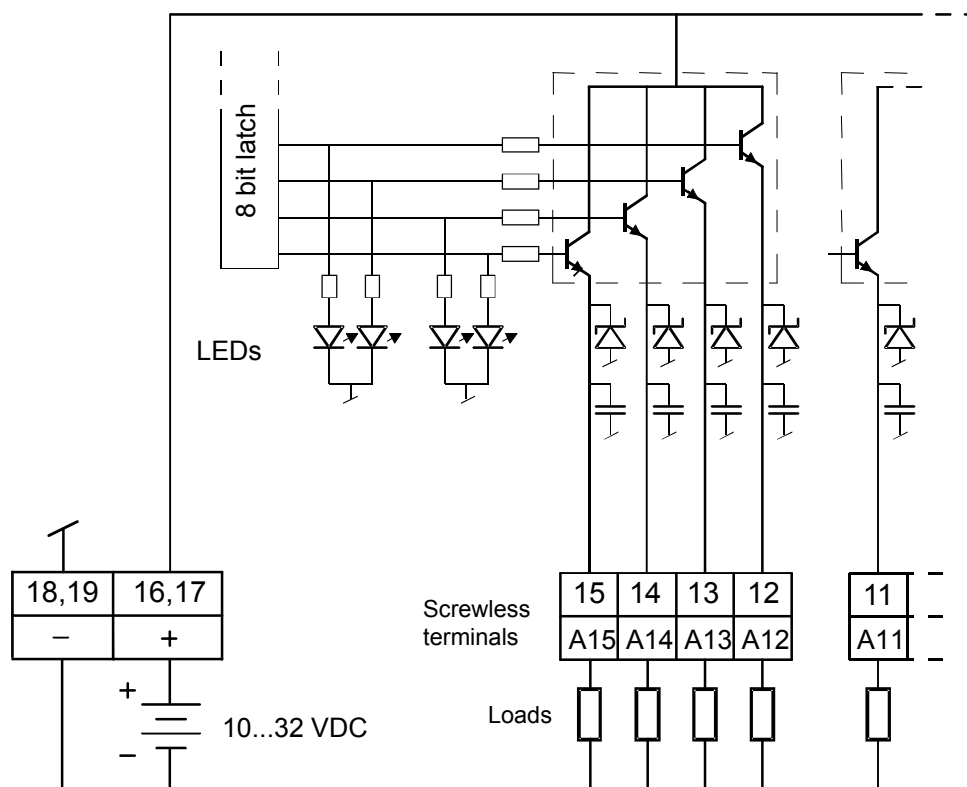 8 bit latch
LEDs
18,19 16,17
– +
Screwless
terminals
15 14 13 12 11
A15 A14 A13 A12 A11
+
–
10...32 VDC
Loads